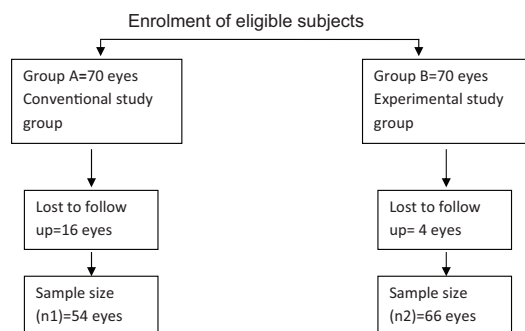 Enrolment of eligible subjects
Group A=70 eyes
Conventional study
group
Group B=70 eyes
Experimental study
group
Lost to follow
up=16 eyes
Lost to follow
up= 4 eyes
Sample size
(n1)=54 eyes
Sample size
(n2)=66 eyes